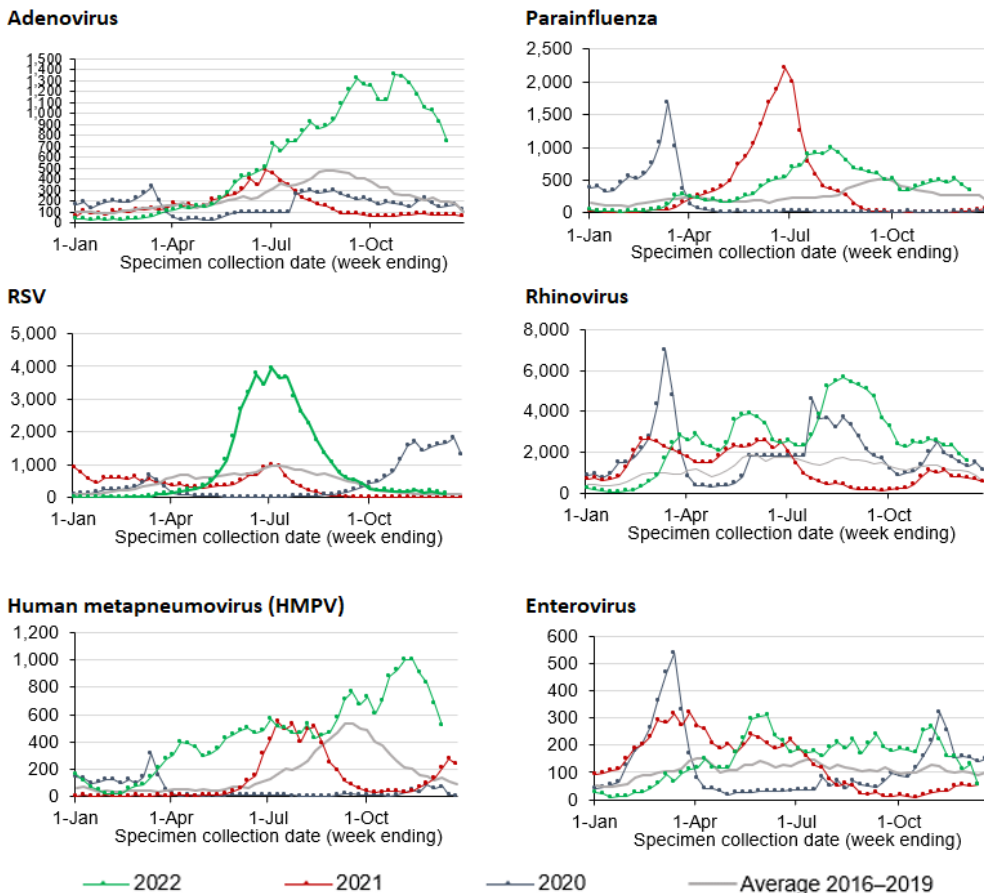 Adenovirus
1,500
1,400
1,300
1,200
1,100
1,000
900
800
700
600
500
400
300
200
100
0
1-Jan 1-Apr 1-Jul 1-Oct
Specimen collection date (week ending)
Parainfluenza
2,500
2,000
1,500
1,000
500
0
1-Jan 1-Apr 1-Jul 1-Oct
Specimen collection date (week ending)
RSV
5,000
4,000
3,000
2,000
1,000
0
1-Jan 1-Apr 1-Jul 1-Oct
Specimen collection date (week ending)
Rhinovirus
8,000
6,000
4,000
2,000
0
1-Jan 1-Apr 1-Jul 1-Oct
Specimen collection date (week ending)
Human metapneumovirus (HMPV)
1,200
1,000
800
600
400
200
0
1-Jan 1-Apr 1-Jul 1-Oct
Specimen collection date (week ending)
Enterovirus
600
500
400
300
200
100
0
1-Jan 1-Apr 1-Jul 1-Oct
Specimen collection date (week ending)
2022 2021 2020 Average 2016–2019